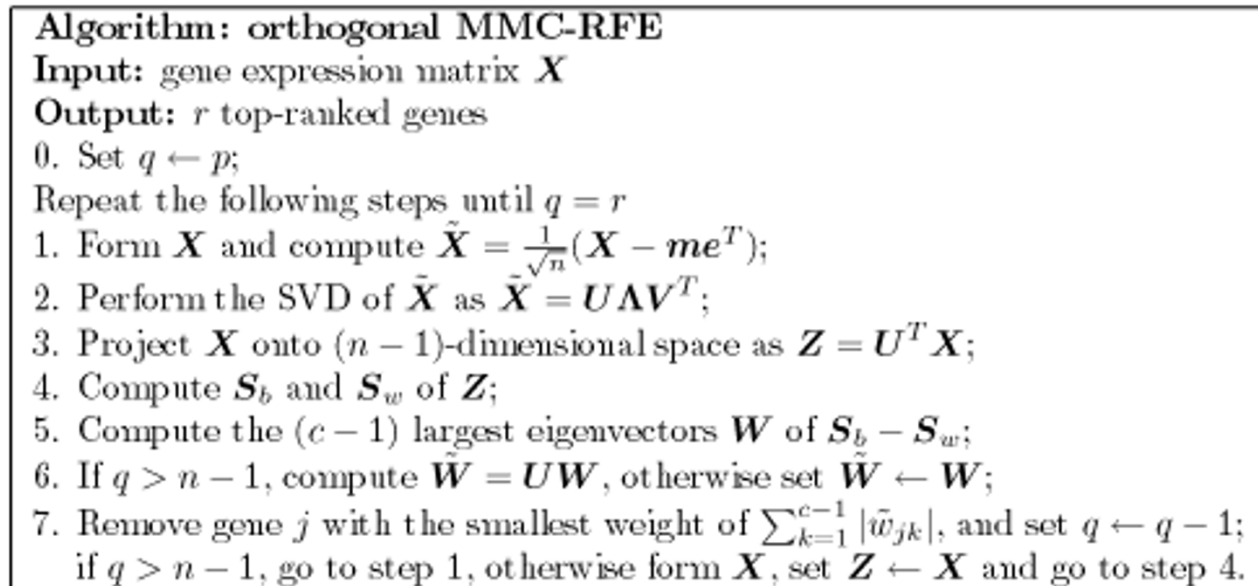 Algorithm: orthogonal MMC-RFE
Input: gene expression matrix X
Output: r top-ranked genes
0. Set q ← p;
Repeat the following steps until q = r
1. Form X and compute X̃ = 1/√n (X − meᵀ);
2. Perform the SVD of X̃ as X̃ = UΛVᵀ;
3. Project X onto (n − 1)-dimensional space as Z = UᵀX;
4. Compute S_b and S_w of Z;
5. Compute the (c − 1) largest eigenvectors W of S_b − S_w;
6. If q > n − 1, compute W̃ = UW, otherwise set W̃ ← W;
7. Remove gene j with the smallest weight of ∑_{k=1}^{c−1} |w̃_{jk}|, and set q ← q − 1;
if q > n − 1, go to step 1, otherwise form X, set Z ← X and go to step 4.